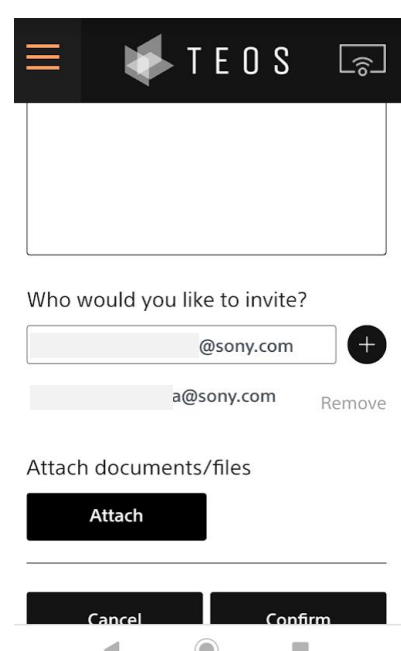 TEOS
Who would you like to invite?
@sony.com
a@sony.com
Remove
Attach documents/files
Attach
Cancel
Confirm